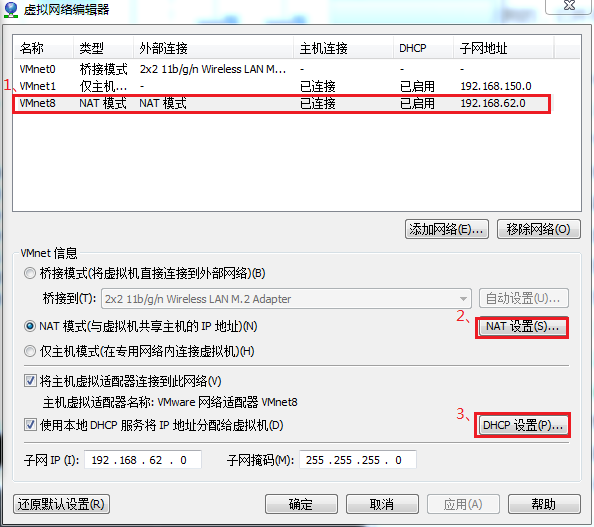 虚拟网络编辑器
名称 类型 外部连接 主机连接 DHCP 子网地址
VMnet0 桥接模式 2x2 11b/g/n Wireless LAN M... - - -
1、
VMnet1 仅主机... - 已连接 已启用 192.168.150.0
VMnet8 NAT 模式 NAT 模式 已连接 已启用 192.168.62.0
添加网络(E)... 移除网络(O)
VMnet 信息
桥接模式(将虚拟机直接连接到外部网络)(B)
桥接到(T): 2x2 11b/g/n Wireless LAN M.2 Adapter 自动设置(U)...
2、
NAT 模式(与虚拟机共享主机的 IP 地址)(N) NAT 设置(S)...
仅主机模式(在专用网络内连接虚拟机)(H)
将主机虚拟适配器连接到此网络(V)
主机虚拟适配器名称: VMware 网络适配器 VMnet8
3、
使用本地 DHCP 服务将 IP 地址分配给虚拟机(D) DHCP 设置(P)...
子网 IP (I): 192 . 168 . 62 . 0 子网掩码(M): 255 . 255 . 255 . 0
还原默认设置(R) 确定 取消 应用(A) 帮助